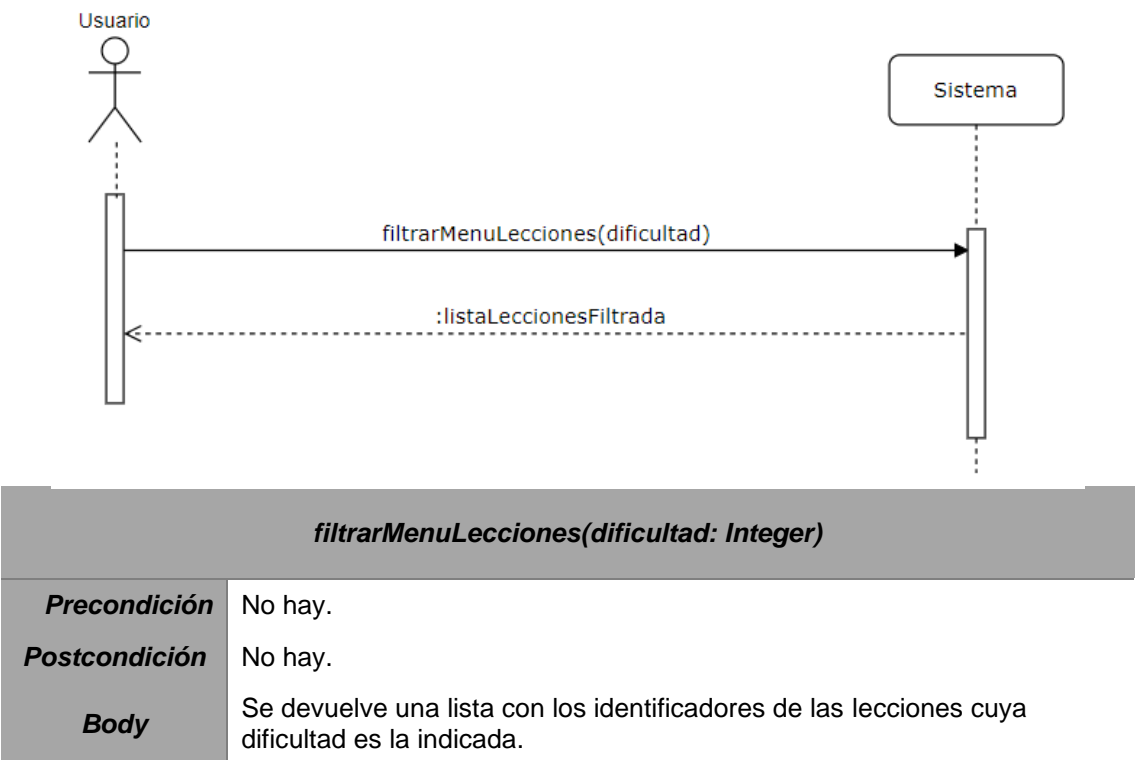 Usuario
Sistema
filtrarMenuLecciones(dificultad)
:listaLeccionesFiltrada
filtrarMenuLecciones(dificultad: Integer)
Precondición No hay.
Postcondición No hay.
Body Se devuelve una lista con los identificadores de las lecciones cuya
dificultad es la indicada.